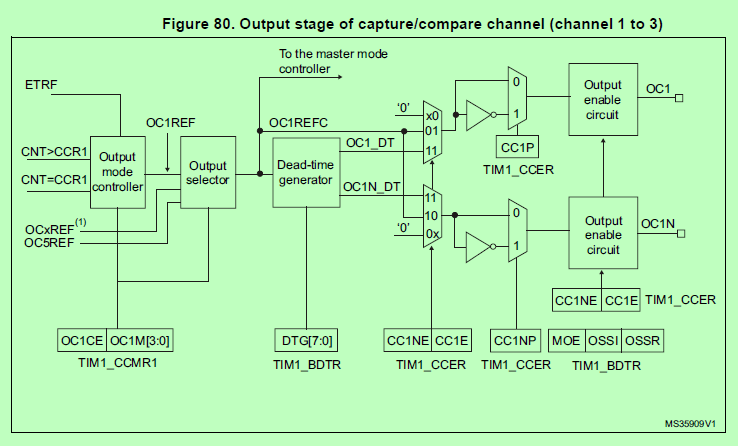 Figure 80. Output stage of capture/compare channel (channel 1 to 3)
To the master mode
controller
ETRF
OC1REF
OC1REFC
CNT>CCR1
CNT=CCR1
Output
mode
controller
Output
selector
Dead-time
generator
OC1_DT
OC1N_DT
OCxREF(1)
OC5REF
'0'
x0
01
11
11
10
0x
'0'
0
1
CC1P
TIM1_CCER
Output
enable
circuit
OC1
0
1
Output
enable
circuit
OC1N
CC1NE CC1E TIM1_CCER
OC1CE OC1M[3:0]
TIM1_CCMR1
DTG[7:0]
TIM1_BDTR
CC1NE CC1E
TIM1_CCER
CC1NP
TIM1_CCER
MOE OSSI OSSR
TIM1_BDTR
MS35909V1